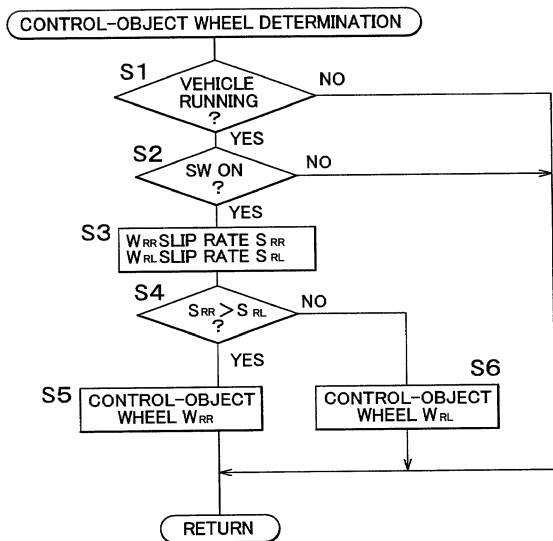 CONTROL-OBJECT WHEEL DETERMINATION
S1
VEHICLE
RUNNING
?
NO
YES
S2
SW ON
?
NO
YES
S3
WRR SLIP RATE SRR
WRL SLIP RATE SRL
S4
SRR > SRL
?
NO
YES
S5
CONTROL-OBJECT
WHEEL WRR
S6
CONTROL-OBJECT
WHEEL WRL
RETURN